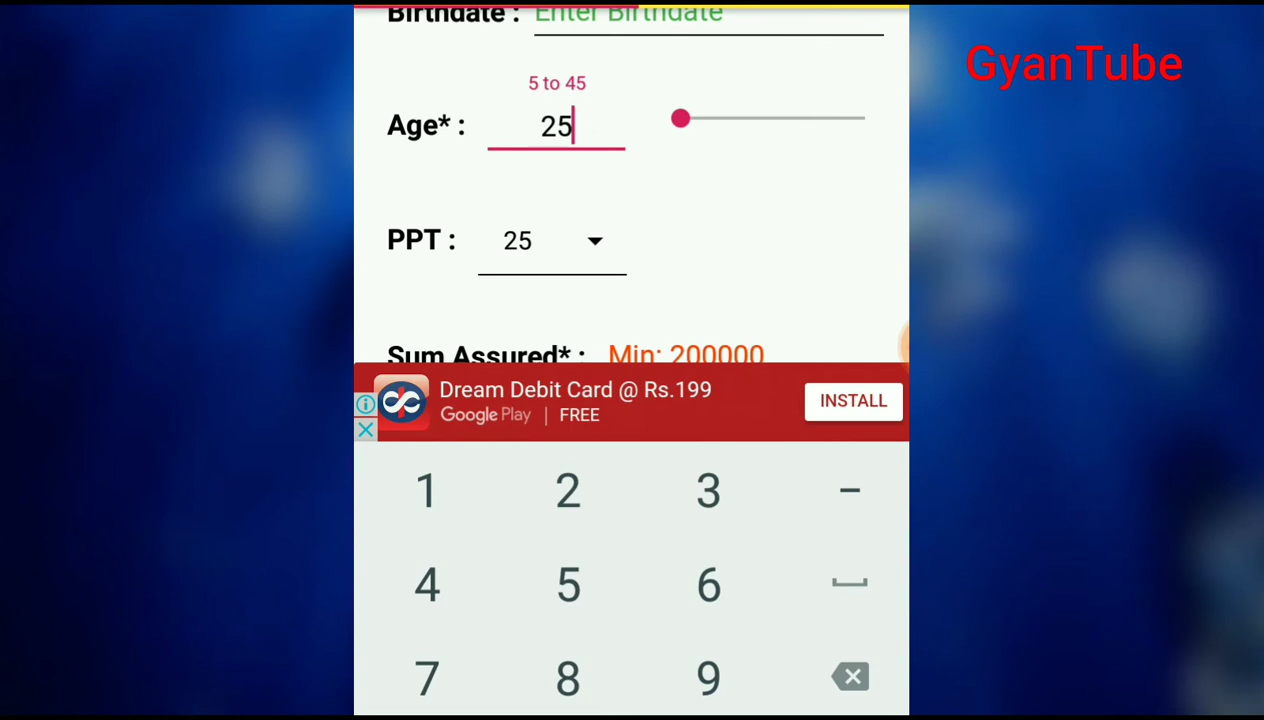 Birthdate : Enter Birthdate
GyanTube
5 to 45
Age* : 25
PPT : 25
Sum Assured* : Min: 200000
Dream Debit Card @ Rs.199
Google Play | FREE
INSTALL
1 2 3 –
4 5 6
7 8 9